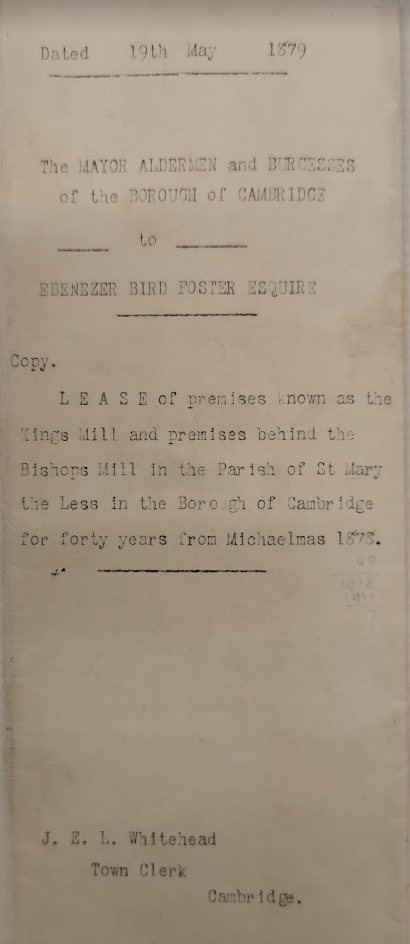 Dated 19th May 1879
The MAYOR ALDERMEN and BURGESSES
of the BOROUGH of CAMBRIDGE
to
EBENEZER BIRD FOSTER ESQUIRE
Copy.
L E A S E of premises known as the
Kings Mill and premises behind the
Bishops Mill in the Parish of St Mary
the Less in the Borough of Cambridge
for forty years from Michaelmas 1878.
J. E. L. Whitehead
Town Clerk
Cambridge.